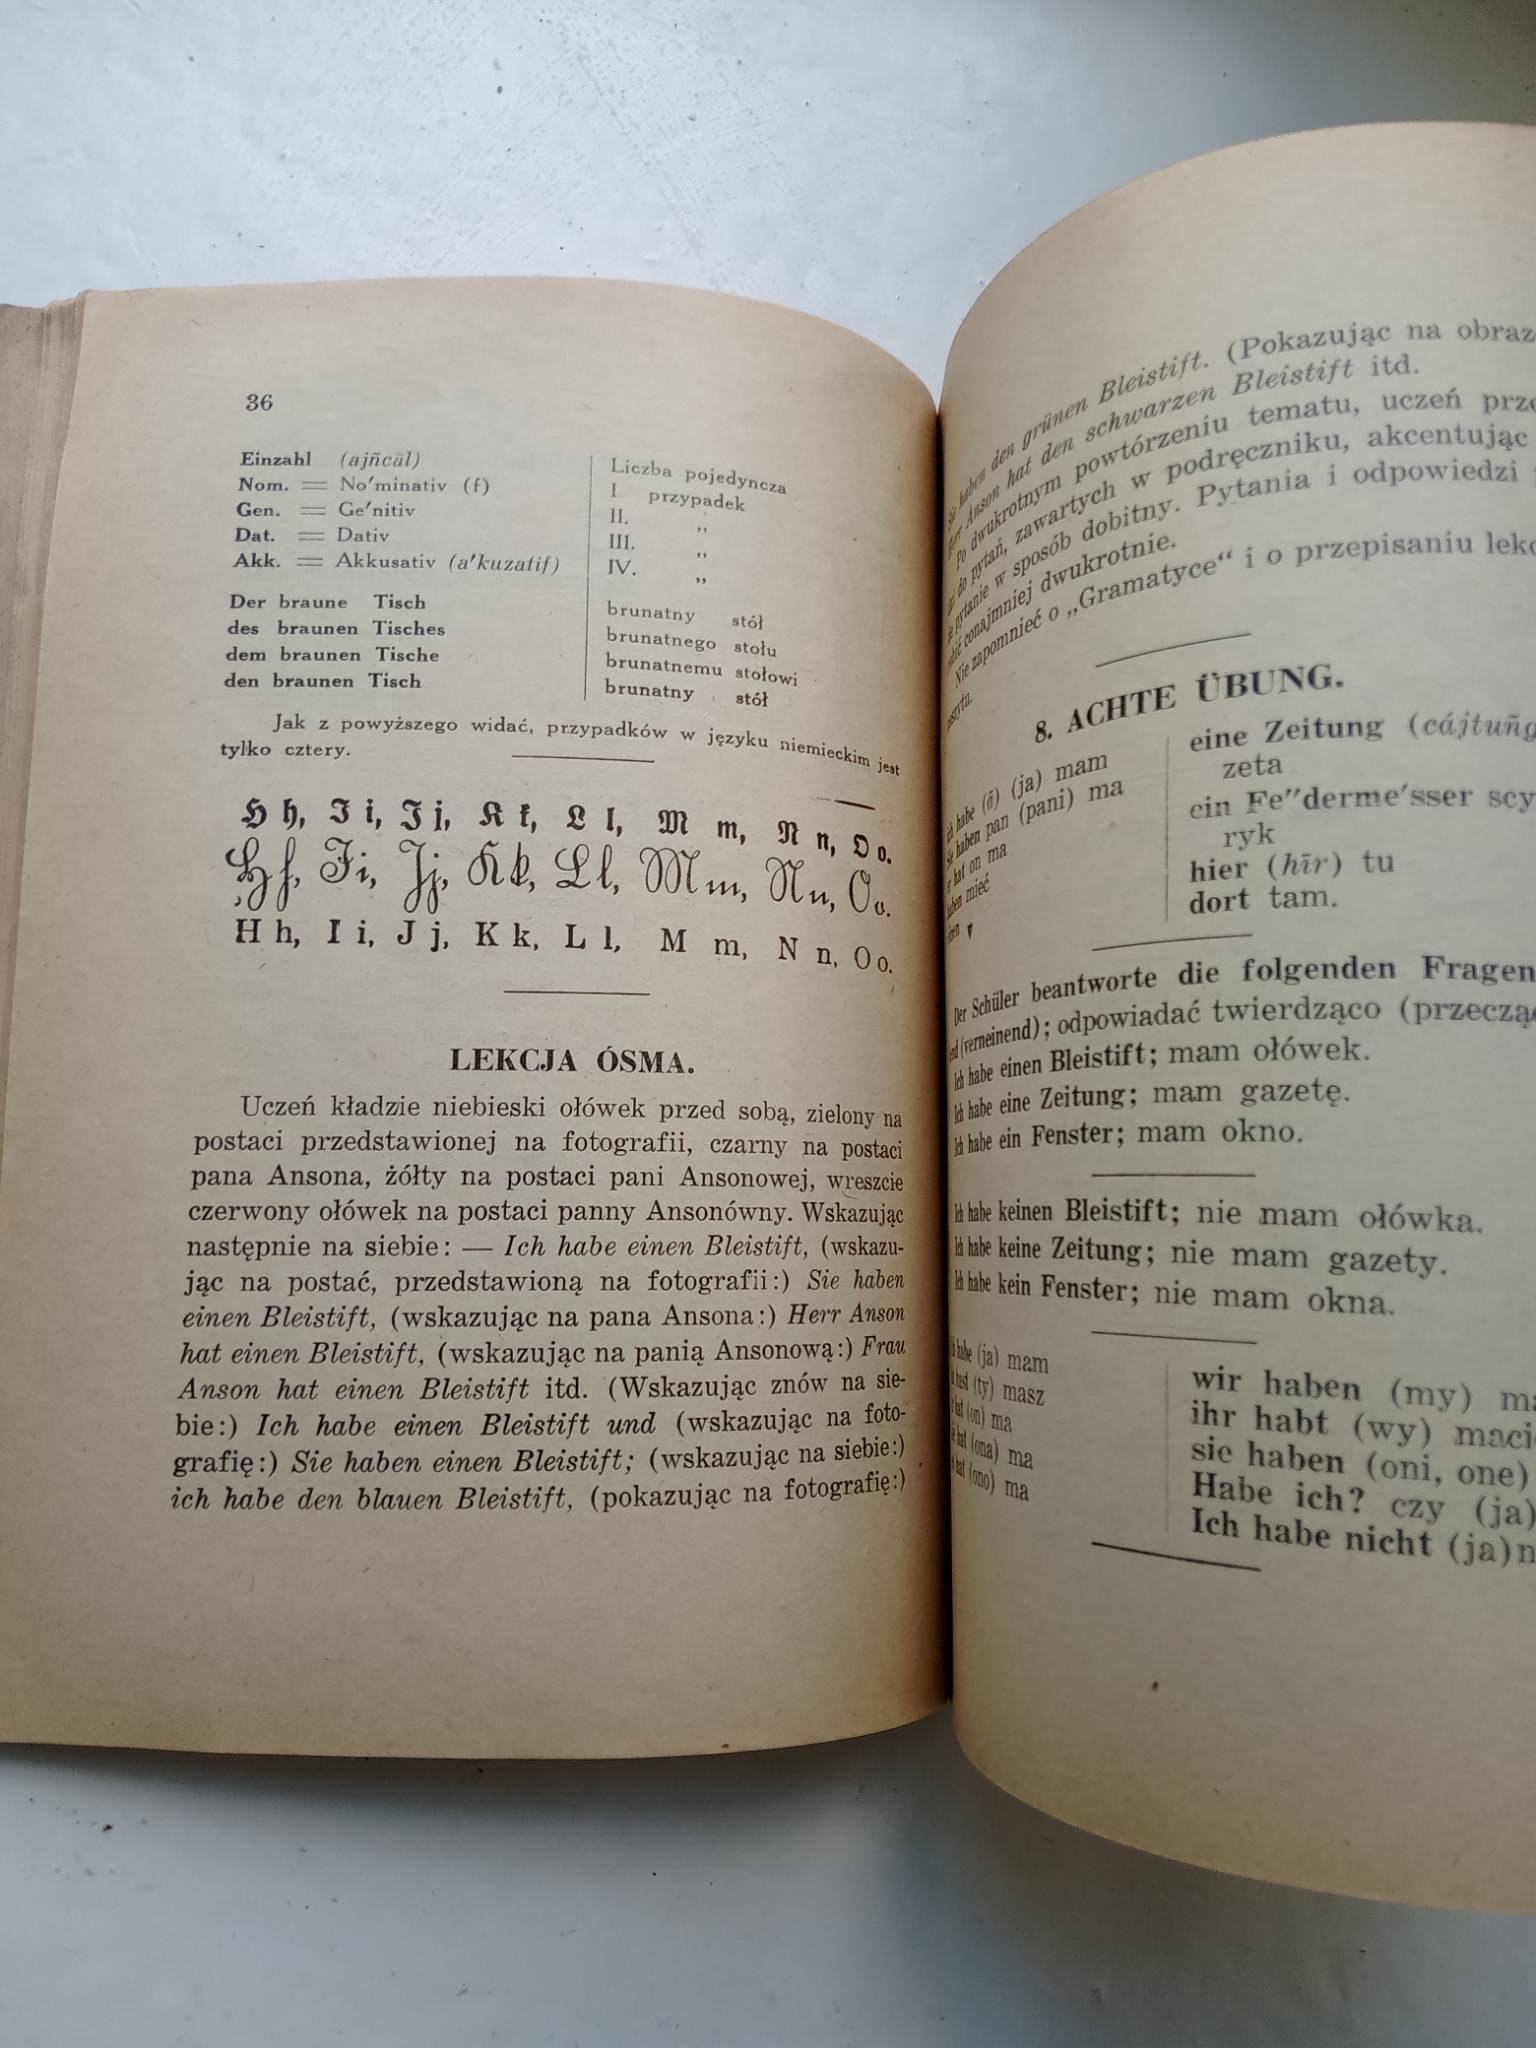 36
Einzahl (ajñcāl)
Nom. = No'minativ (f)
Gen. = Ge'nitiv
Dat. = Dativ
Akk. = Akkusativ (a'kuzatif)
Liczba pojedyncza
I przypadek
II. „
III. „
IV. „
Der braune Tisch
des braunen Tisches
dem braunen Tische
den braunen Tisch
brunatny stół
brunatnego stołu
brunatnemu stołowi
brunatny stół
Jak z powyższego widać, przypadków w języku niemieckim jest
tylko cztery.
H h, I i, J j, K k, L l, M m, N n, O o.
H h, I i, J j, K k, L l, M m, N n, O o.
H h, I i, J j, K k, L l, M m, N n, O o.
LEKCJA ÓSMA.
Uczeń kładzie niebieski ołówek przed sobą, zielony na
postaci przedstawionej na fotografii, czarny na postaci
pana Ansona, żółty na postaci pani Ansonowej, wreszcie
czerwony ołówek na postaci panny Ansonówny. Wskazując
następnie na siebie: — Ich habe einen Bleistift, (wskazu-
jąc na postać, przedstawioną na fotografii:) Sie haben
einen Bleistift, (wskazując na pana Ansona:) Herr Anson
hat einen Bleistift, (wskazując na panią Ansonową:) Frau
Anson hat einen Bleistift itd. (Wskazując znów na sie-
bie:) Ich habe einen Bleistift und (wskazując na foto-
grafię:) Sie haben einen Bleistift; (wskazując na siebie:)
ich habe den blauen Bleistift, (pokazując na fotografię:)
Sie haben den grünen Bleistift. (Pokazując na obraz
Herr Anson hat den schwarzen Bleistift itd.
Po dwukrotnym powtórzeniu tematu, uczeń prze
do pytań, zawartych w podręczniku, akcentując
pytanie w sposób dobitny. Pytania i odpowiedzi
conajmniej dwukrotnie.
Nie zapomnieć o „Gramatyce“ i o przepisaniu lekc
8. ACHTE ÜBUNG.
ich habe (ā) (ja) mam
Sie haben pan (pani) ma
er hat on ma
haben mieć
eine Zeitung (cájtuñg
zeta
ein Fe″derme′sser scy
ryk
hier (hīr) tu
dort tam.
Der Schüler beantworte die folgenden Fragen
(verneinend); odpowiadać twierdząco (przecząc
Ich habe einen Bleistift; mam ołówek.
Ich habe eine Zeitung; mam gazetę.
Ich habe ein Fenster; mam okno.
Ich habe keinen Bleistift; nie mam ołówka.
Ich habe keine Zeitung; nie mam gazety.
Ich habe kein Fenster; nie mam okna.
habe (ja) mam
hast (ty) masz
hat (on) ma
hat (ona) ma
hat (ono) ma
wir haben (my) ma
ihr habt (wy) maci
sie haben (oni, one)
Habe ich? czy (ja)
Ich habe nicht (ja) n